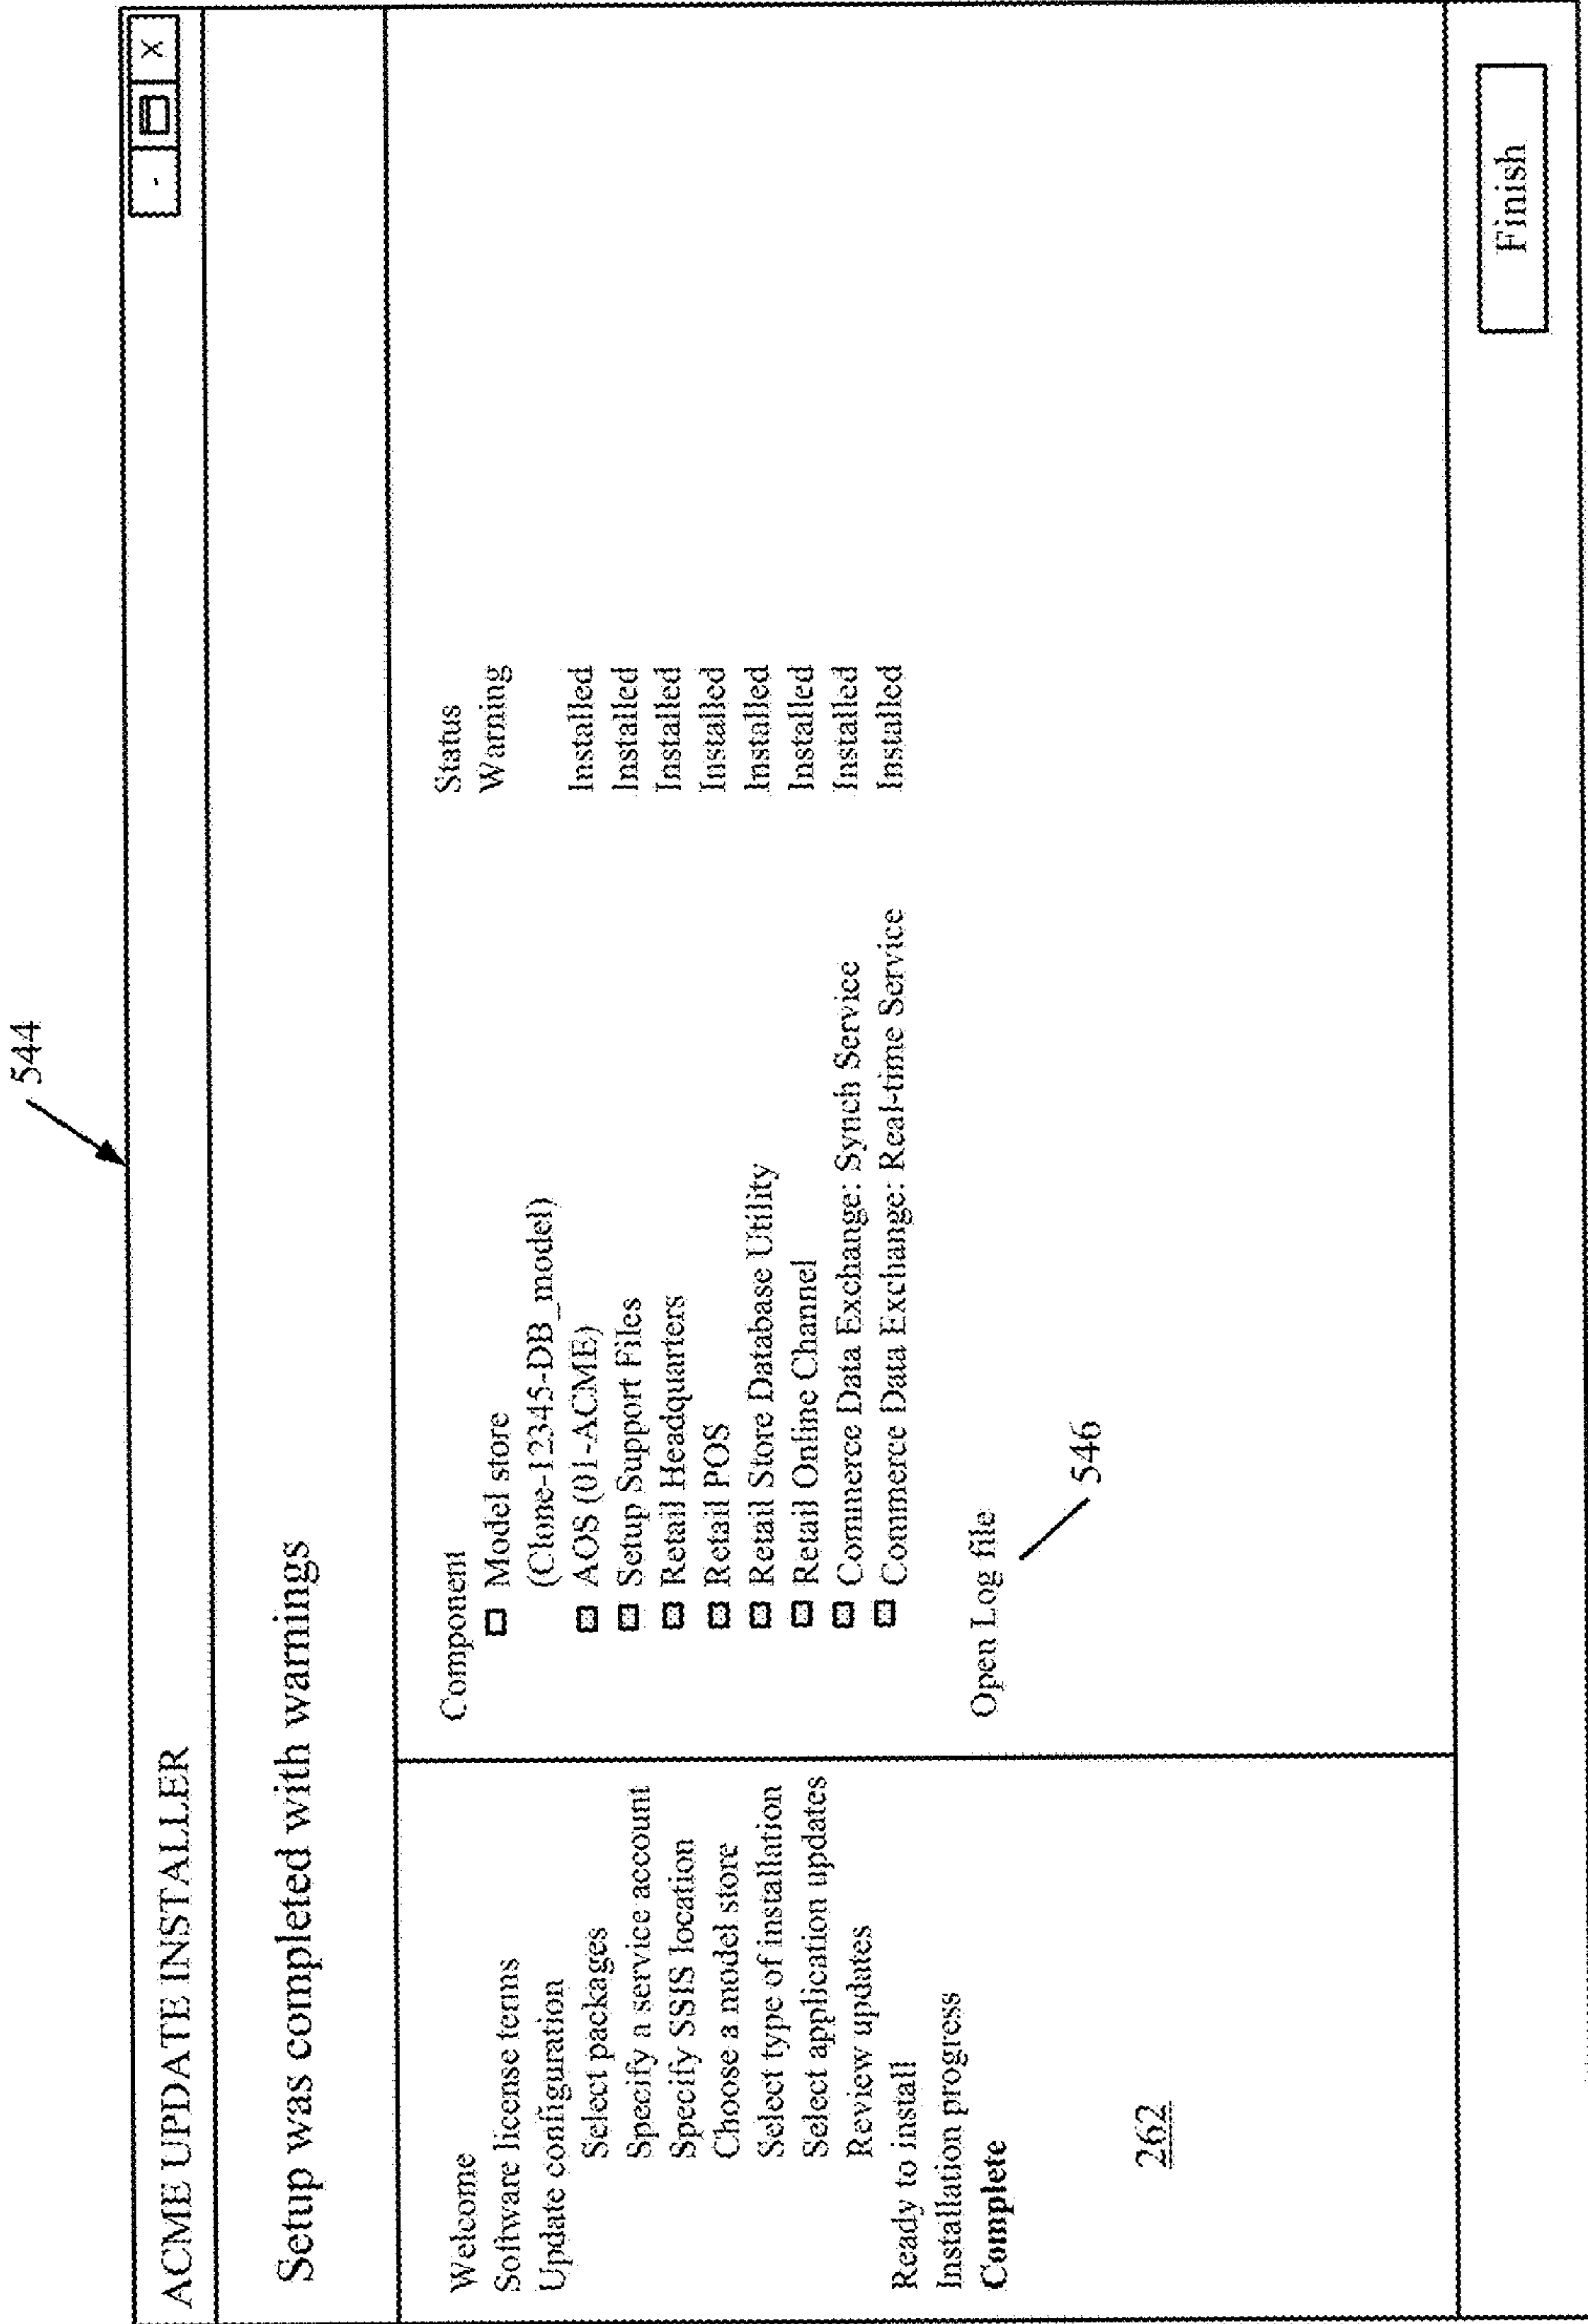 544
ACME UPDATE INSTALLER
- X
Setup was completed with warnings
Welcome
Software license terms
Update configuration
Select packages
Specify a service account
Specify SSIS location
Choose a model store
Select type of installation
Select application updates
Review updates
Ready to install
Installation progress
Complete
262
Component Status
Model store Warning
(Clone-12345-DB_model)
AOS (01-ACME) Installed
Setup Support Files Installed
Retail Headquarters Installed
Retail POS Installed
Retail Store Database Utility Installed
Retail Online Channel Installed
Commerce Data Exchange: Synch Service Installed
Commerce Data Exchange: Real-time Service Installed
Open Log file
546
Finish